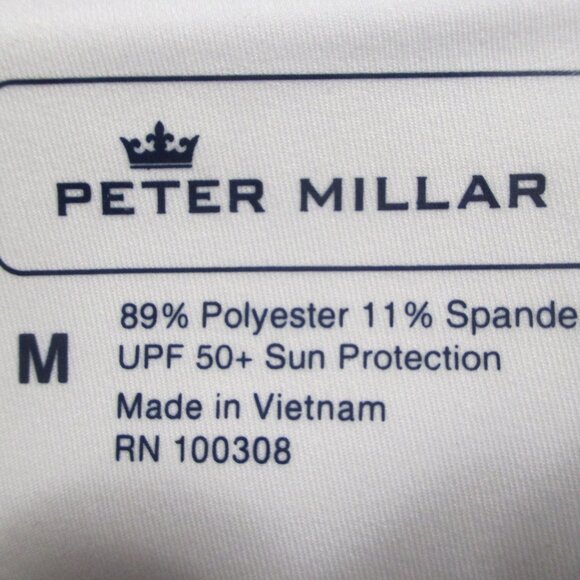 PETER MILLAR
M
89% Polyester 11% Spande
UPF 50+ Sun Protection
Made in Vietnam
RN 100308